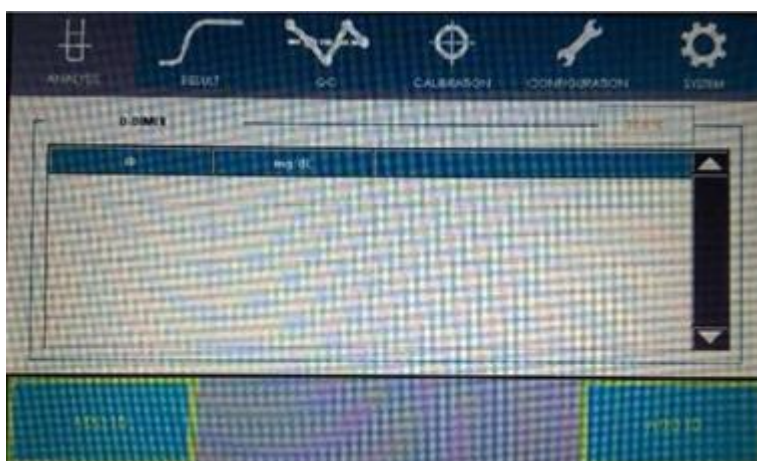 ANALYSIS RESULT QC CALIBRATION CONFIGURATION SYSTEM
D-DIMER
ID mg/dL